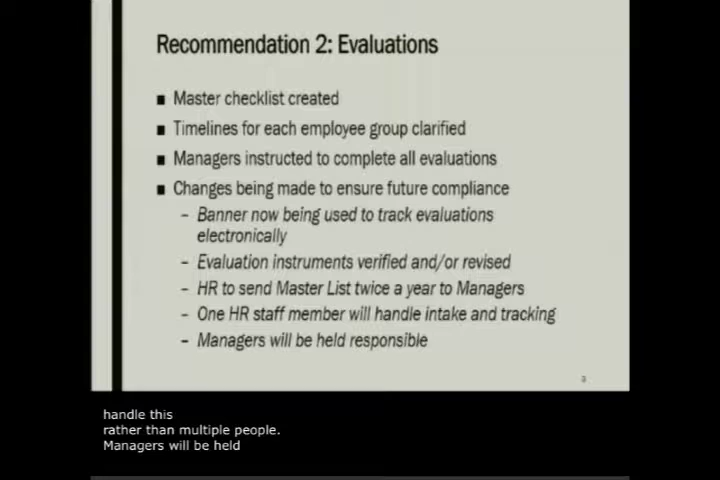 Recommendation 2: Evaluations
■ Master checklist created
■ Timelines for each employee group clarified
■ Managers instructed to complete all evaluations
■ Changes being made to ensure future compliance
– Banner now being used to track evaluations
electronically
– Evaluation instruments verified and/or revised
– HR to send Master List twice a year to Managers
– One HR staff member will handle intake and tracking
– Managers will be held responsible
3
handle this
rather than multiple people.
Managers will be held